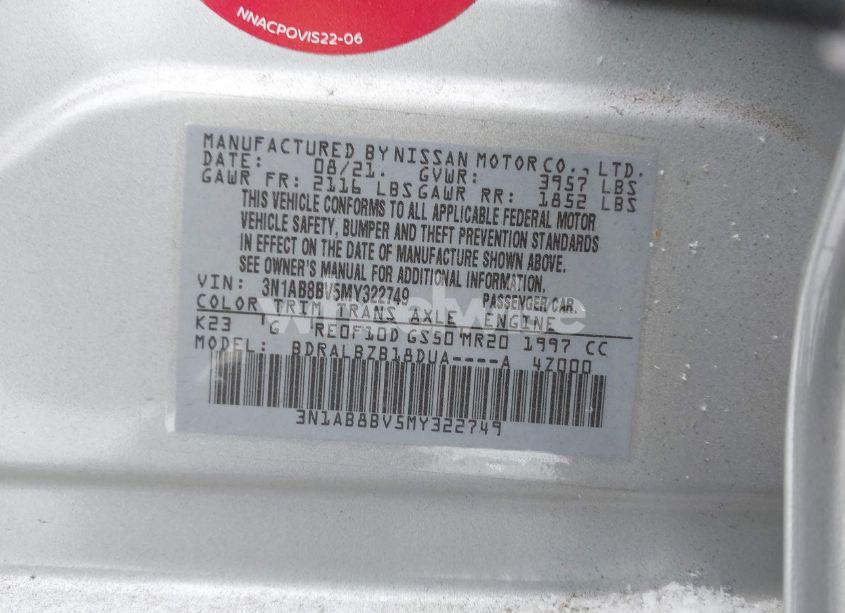 NNACPOVIS22-06
MANUFACTURED BY NISSAN MOTOR CO., LTD.
DATE: 08/21. GVWR: 3957 LBS
GAWR FR: 2116 LBS GAWR RR: 1852 LBS
THIS VEHICLE CONFORMS TO ALL APPLICABLE FEDERAL MOTOR
VEHICLE SAFETY, BUMPER AND THEFT PREVENTION STANDARDS
IN EFFECT ON THE DATE OF MANUFACTURE SHOWN ABOVE.
SEE OWNER'S MANUAL FOR ADDITIONAL INFORMATION.
VIN: 3N1AB8BV5MY322749 PASSENGER CAR.
COLOR TRIM TRANS AXLE ENGINE
K23 G RE0F10D GS50 MR20 1997 CC
MODEL: BDRALBZB18DUA----A 4Z000
3N1AB8BV5MY322749